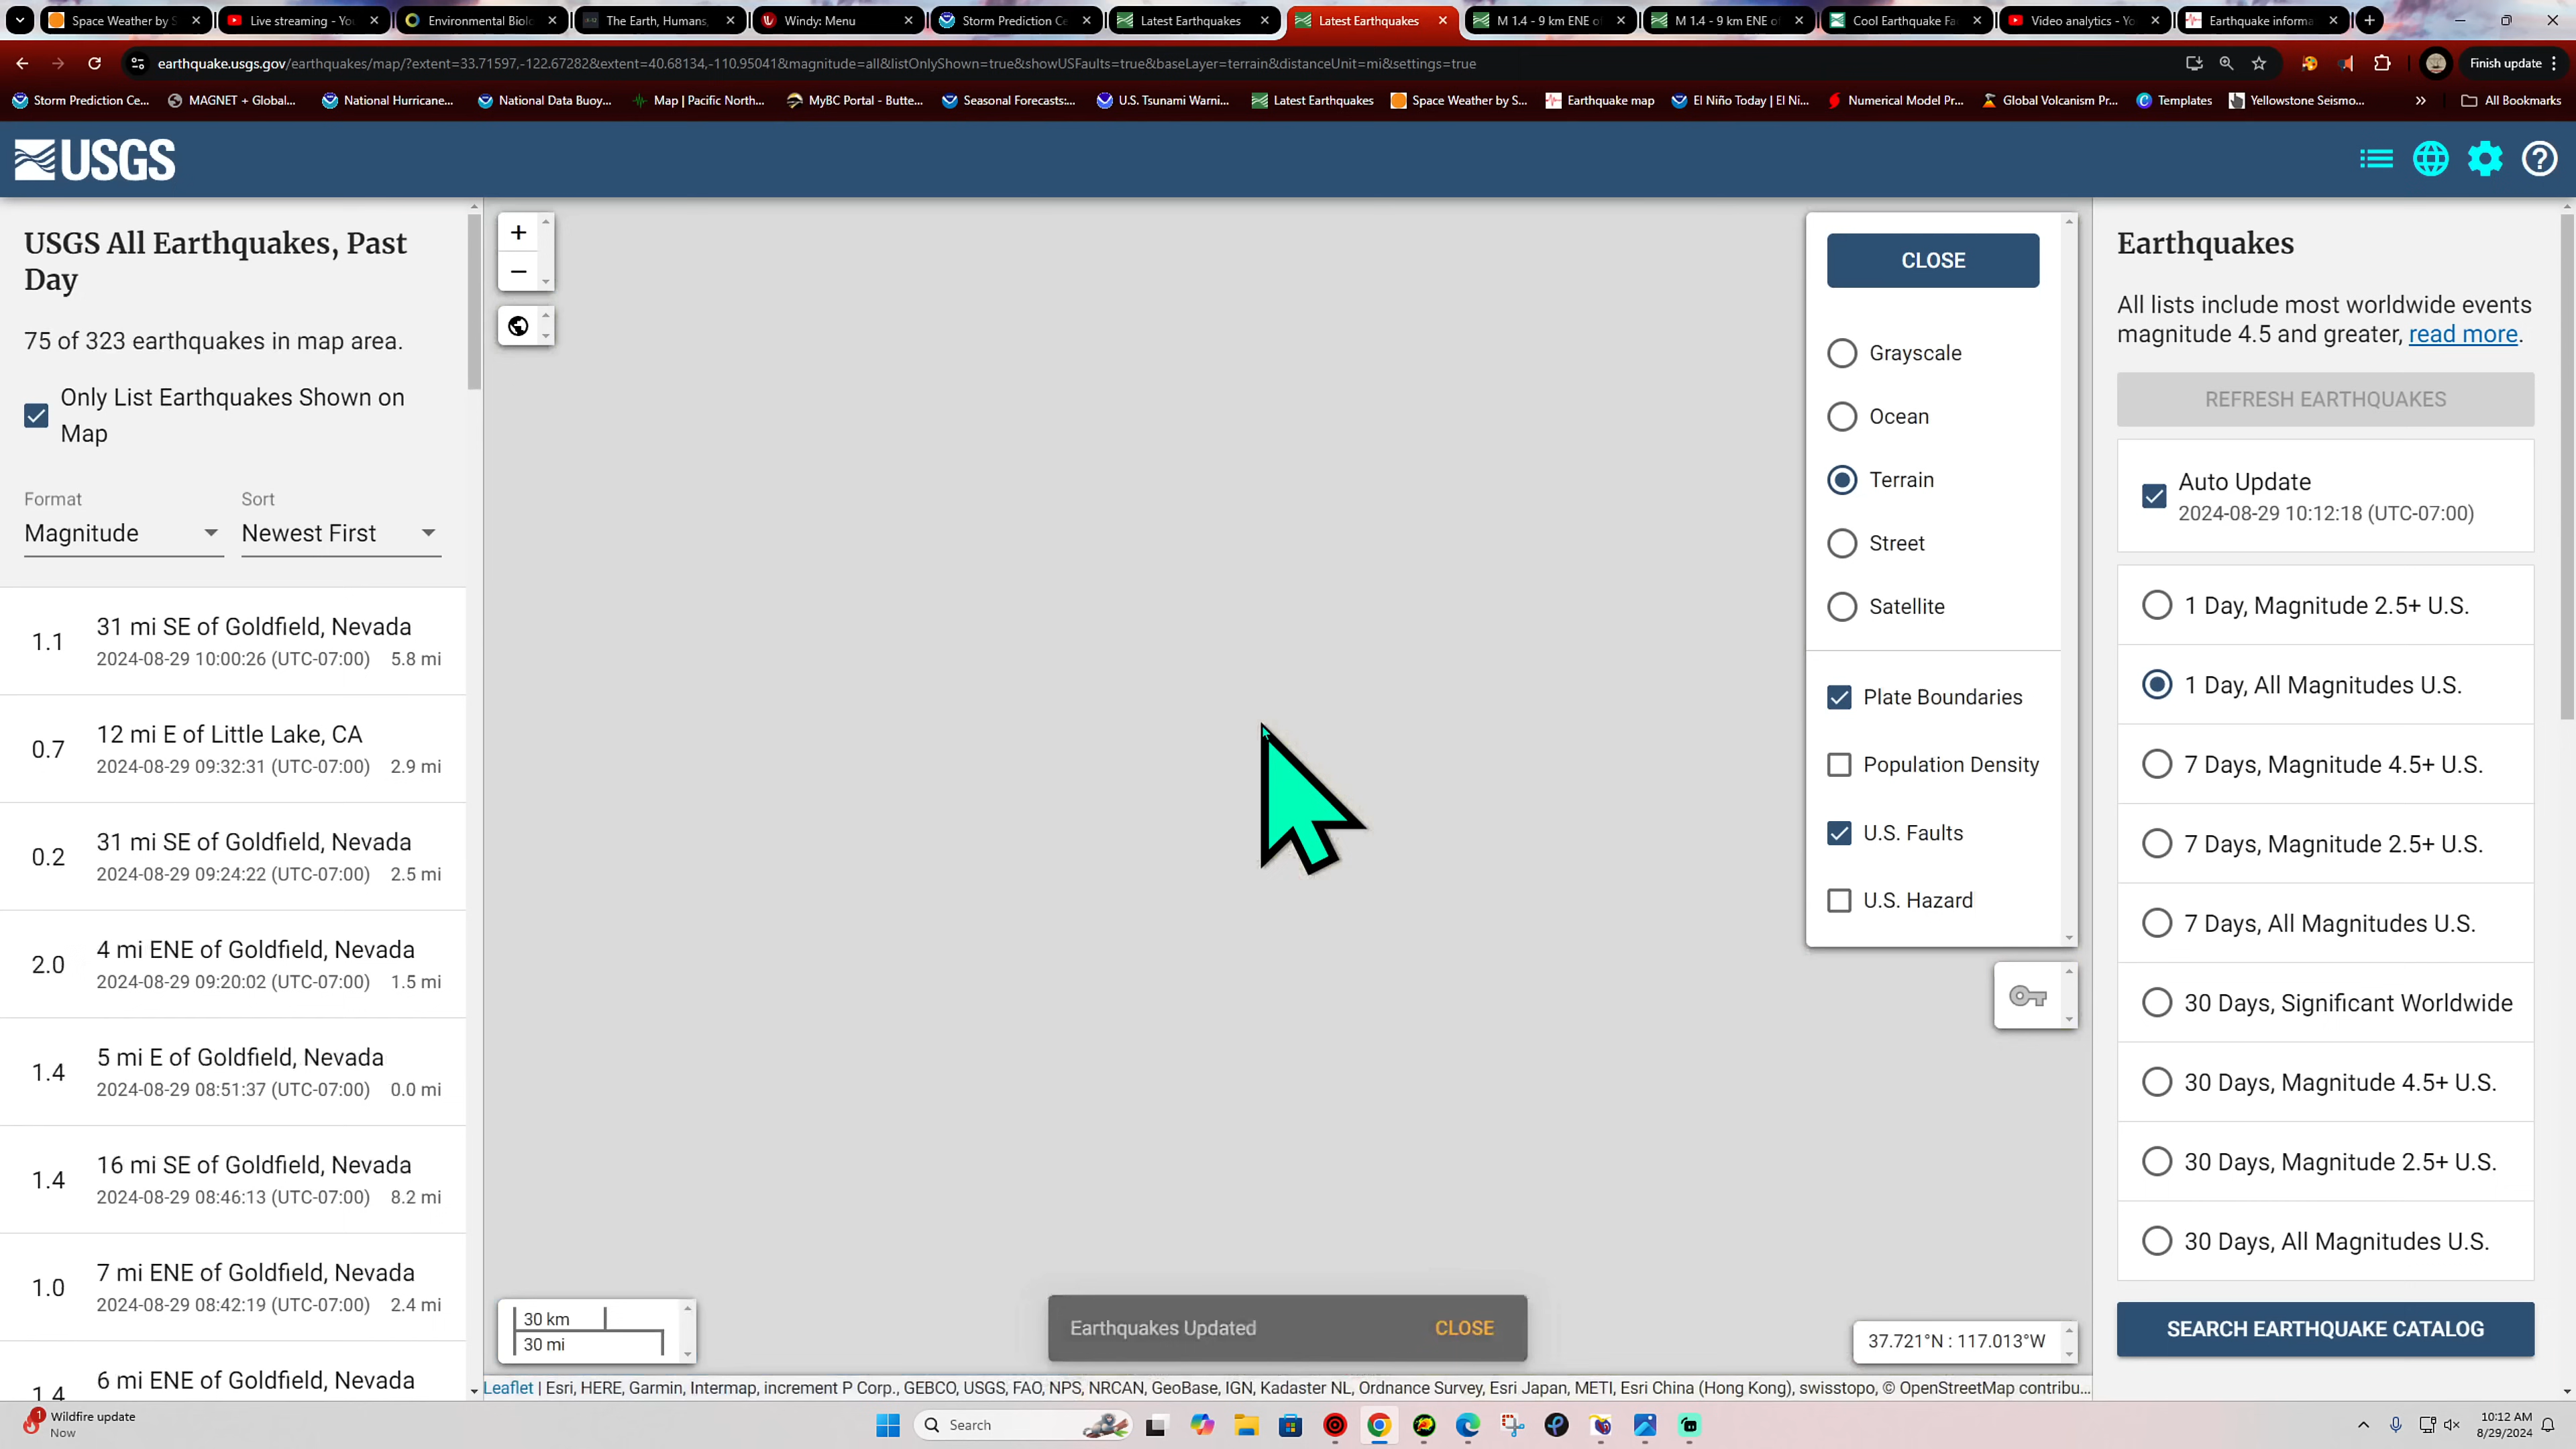 Space Weather by S
Live streaming - Yo
Environmental Biolo
The Earth, Humans,
Windy: Menu
Storm Prediction Ce
Latest Earthquakes
Latest Earthquakes
M 1.4 - 9 km ENE o
M 1.4 - 9 km ENE o
Cool Earthquake Fa
Video analytics - Yo
Earthquake informa
earthquake.usgs.gov/earthquakes/map/?extent=33.71597,-122.67282&extent=40.68134,-110.95041&magnitude=all&listOnlyShown=true&showUSFaults=true&baseLayer=terrain&distanceUnit=mi&settings=true
Finish update
Storm Prediction Ce...
MAGNET + Global...
National Hurricane...
National Data Buoy...
Map | Pacific North...
MyBC Portal - Butte...
Seasonal Forecasts:...
U.S. Tsunami Warni...
Latest Earthquakes
Space Weather by S...
Earthquake map
El Niño Today | El Ni...
Numerical Model Pr...
Global Volcanism Pr...
Templates
Yellowstone Seismo...
All Bookmarks
USGS
USGS All Earthquakes, Past
Day
75 of 323 earthquakes in map area.
Only List Earthquakes Shown on
Map
Format
Magnitude
Sort
Newest First
1.1
31 mi SE of Goldfield, Nevada
2024-08-29 10:00:26 (UTC-07:00) 5.8 mi
0.7
12 mi E of Little Lake, CA
2024-08-29 09:32:31 (UTC-07:00) 2.9 mi
0.2
31 mi SE of Goldfield, Nevada
2024-08-29 09:24:22 (UTC-07:00) 2.5 mi
2.0
4 mi ENE of Goldfield, Nevada
2024-08-29 09:20:02 (UTC-07:00) 1.5 mi
1.4
5 mi E of Goldfield, Nevada
2024-08-29 08:51:37 (UTC-07:00) 0.0 mi
1.4
16 mi SE of Goldfield, Nevada
2024-08-29 08:46:13 (UTC-07:00) 8.2 mi
1.0
7 mi ENE of Goldfield, Nevada
2024-08-29 08:42:19 (UTC-07:00) 2.4 mi
1.4
6 mi ENE of Goldfield, Nevada
+
−
CLOSE
Grayscale
Ocean
Terrain
Street
Satellite
Plate Boundaries
Population Density
U.S. Faults
U.S. Hazard
30 km
30 mi
Earthquakes Updated CLOSE
37.721°N : 117.013°W
Leaflet | Esri, HERE, Garmin, Intermap, increment P Corp., GEBCO, USGS, FAO, NPS, NRCAN, GeoBase, IGN, Kadaster NL, Ordnance Survey, Esri Japan, METI, Esri China (Hong Kong), swisstopo, © OpenStreetMap contribu...
Earthquakes
All lists include most worldwide events
magnitude 4.5 and greater, read more.
REFRESH EARTHQUAKES
Auto Update
2024-08-29 10:12:18 (UTC-07:00)
1 Day, Magnitude 2.5+ U.S.
1 Day, All Magnitudes U.S.
7 Days, Magnitude 4.5+ U.S.
7 Days, Magnitude 2.5+ U.S.
7 Days, All Magnitudes U.S.
30 Days, Significant Worldwide
30 Days, Magnitude 4.5+ U.S.
30 Days, Magnitude 2.5+ U.S.
30 Days, All Magnitudes U.S.
SEARCH EARTHQUAKE CATALOG
1
Wildfire update
Now
Search
10:12 AM
8/29/2024